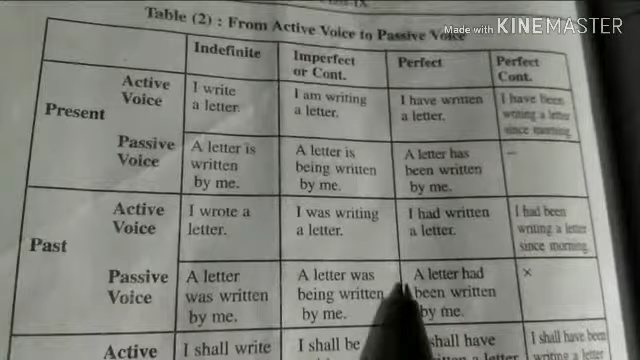 Table (2) : From Active Voice to Passive Voice
Made with KINEMASTER
Indefinite
Imperfect
or Cont.
Perfect
Perfect
Cont.
Present
Active
Voice
I write
a letter.
I am writing
a letter.
I have written
a letter.
I have been
writing a letter
since morning.
Passive
Voice
A letter is
written
by me.
A letter is
being written
by me.
A letter has
been written
by me.
–
Past
Active
Voice
I wrote a
letter.
I was writing
a letter.
I had written
a letter.
I had been
writing a letter
since morning.
Passive
Voice
A letter
was written
by me.
A letter was
being written
by me.
A letter had
been written
by me.
×
Active
I shall write
I shall be
shall have
I shall have been
writing a letter